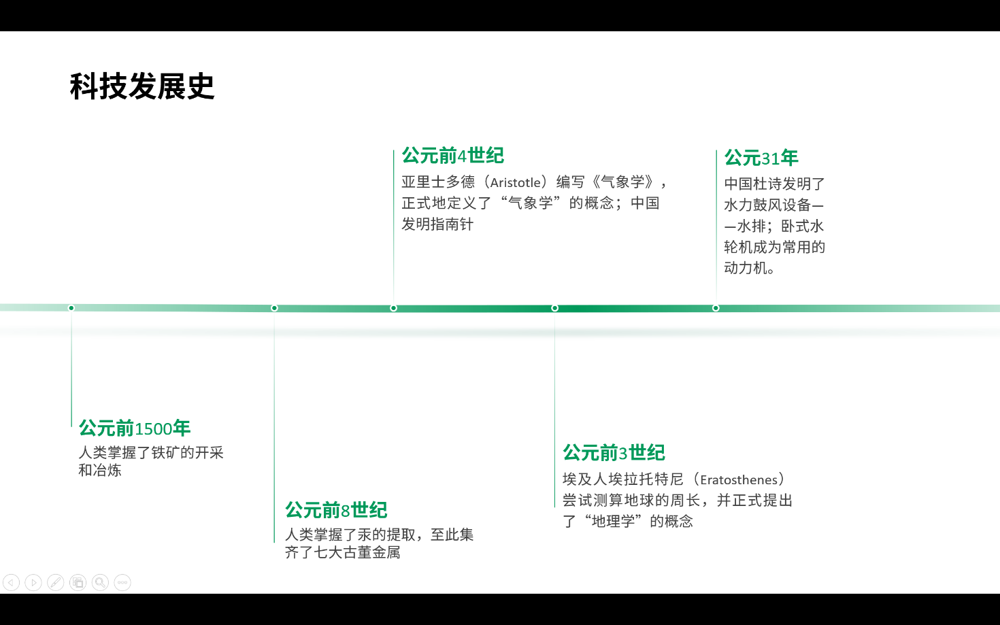 科技发展史
公元前4世纪
亚里士多德（Aristotle）编写《气象学》，
正式地定义了“气象学”的概念；中国
发明指南针
公元31年
中国杜诗发明了
水力鼓风设备—
—水排；卧式水
轮机成为常用的
动力机。
公元前1500年
人类掌握了铁矿的开采
和冶炼
公元前8世纪
人类掌握了汞的提取，至此集
齐了七大古董金属
公元前3世纪
埃及人埃拉托特尼（Eratosthenes）
尝试测算地球的周长，并正式提出
了“地理学”的概念